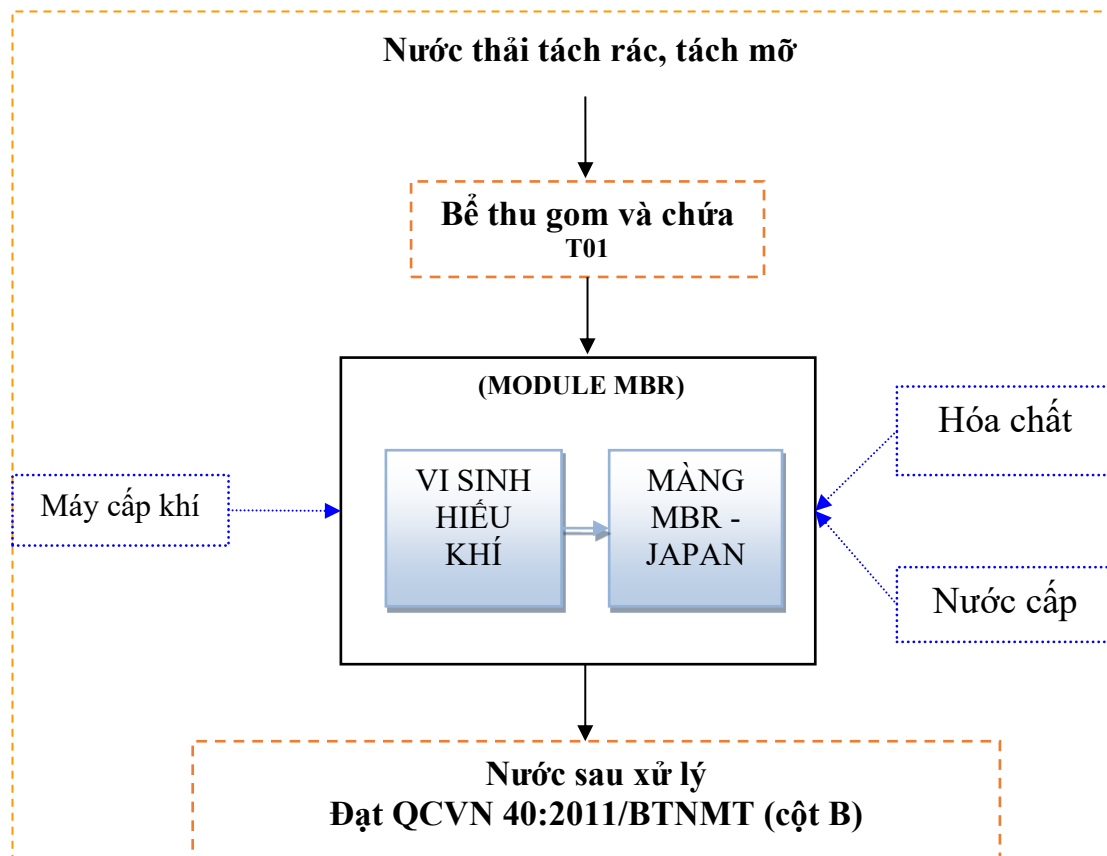 Nước thải tách rác, tách mỡ
Bể thu gom và chứa
T01
(MODULE MBR)
VI SINH
HIẾU
KHÍ
MÀNG
MBR -
JAPAN
Máy cấp khí
Hóa chất
Nước cấp
Nước sau xử lý
Đạt QCVN 40:2011/BTNMT (cột B)